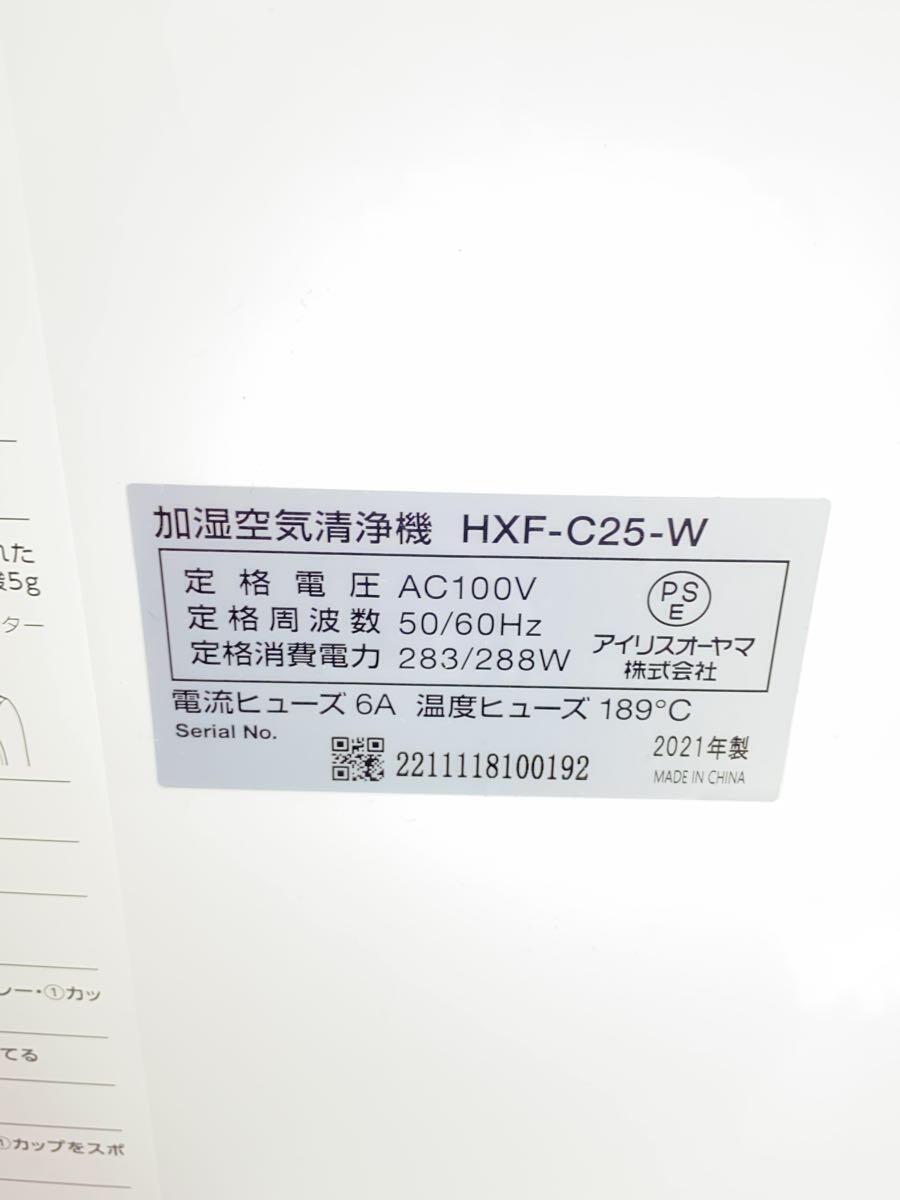 加湿空気清浄機 HXF-C25-W
定格電圧 AC100V
定格周波数 50/60Hz
定格消費電力 283/288W
PS
E
アイリスオーヤマ
株式会社
電流ヒューズ 6A 温度ヒューズ 189°C
Serial No.
2211118100192
2021年製
MADE IN CHINA
れた
酸5g
ター
レー・①カッ
てる
①カップをスポ